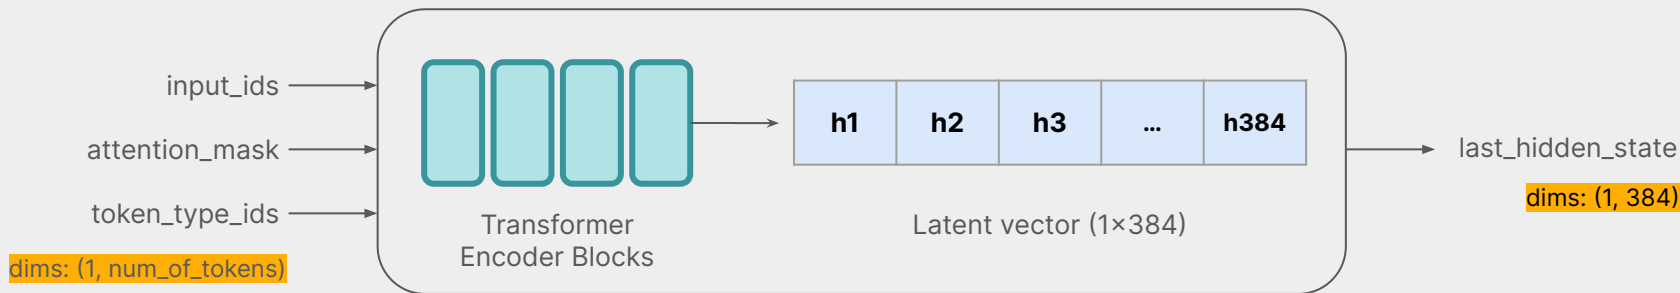 input_ids
attention_mask
token_type_ids
dims: (1, num_of_tokens)
Transformer
Encoder Blocks
h1 h2 h3 ... h384
Latent vector (1×384)
last_hidden_state
dims: (1, 384)